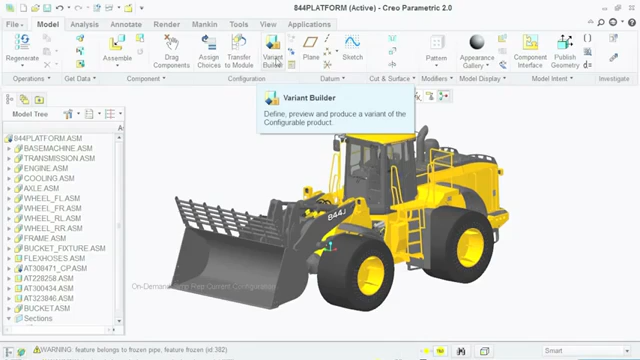 844PLATFORM (Active) - Creo Parametric 2.0
File Model Analysis Annotate Render Mankin Tools View Applications
Regenerate Assemble Drag Components Assign Choices Transfer to Module Variant Builder Plane Sketch Pattern Appearance Gallery Component Interface Publish Geometry
Operations Get Data Component Configuration Datum Cut & Surface Modifiers Model Display Model Intent Investigate
Variant Builder
Define, preview and produce a variant of the
Configurable product.
Model Tree
844PLATFORM.ASM
BASEMACHINE.ASM
TRANSMISSION.ASM
ENGINE.ASM
COOLING.ASM
AXLE.ASM
WHEEL_FL.ASM
WHEEL_FR.ASM
WHEEL_RL.ASM
WHEEL_RR.ASM
FRAME.ASM
BUCKET_FIXTURE.ASM
FLEXHOSES.ASM
AT308471_CP.ASM
AT228258.ASM
AT300434.ASM
AT323846.ASM
BUCKET.ASM
Sections
844J
Current Configuration
WARNING: feature belongs to frozen pipe, feature frozen (id 382)
Smart